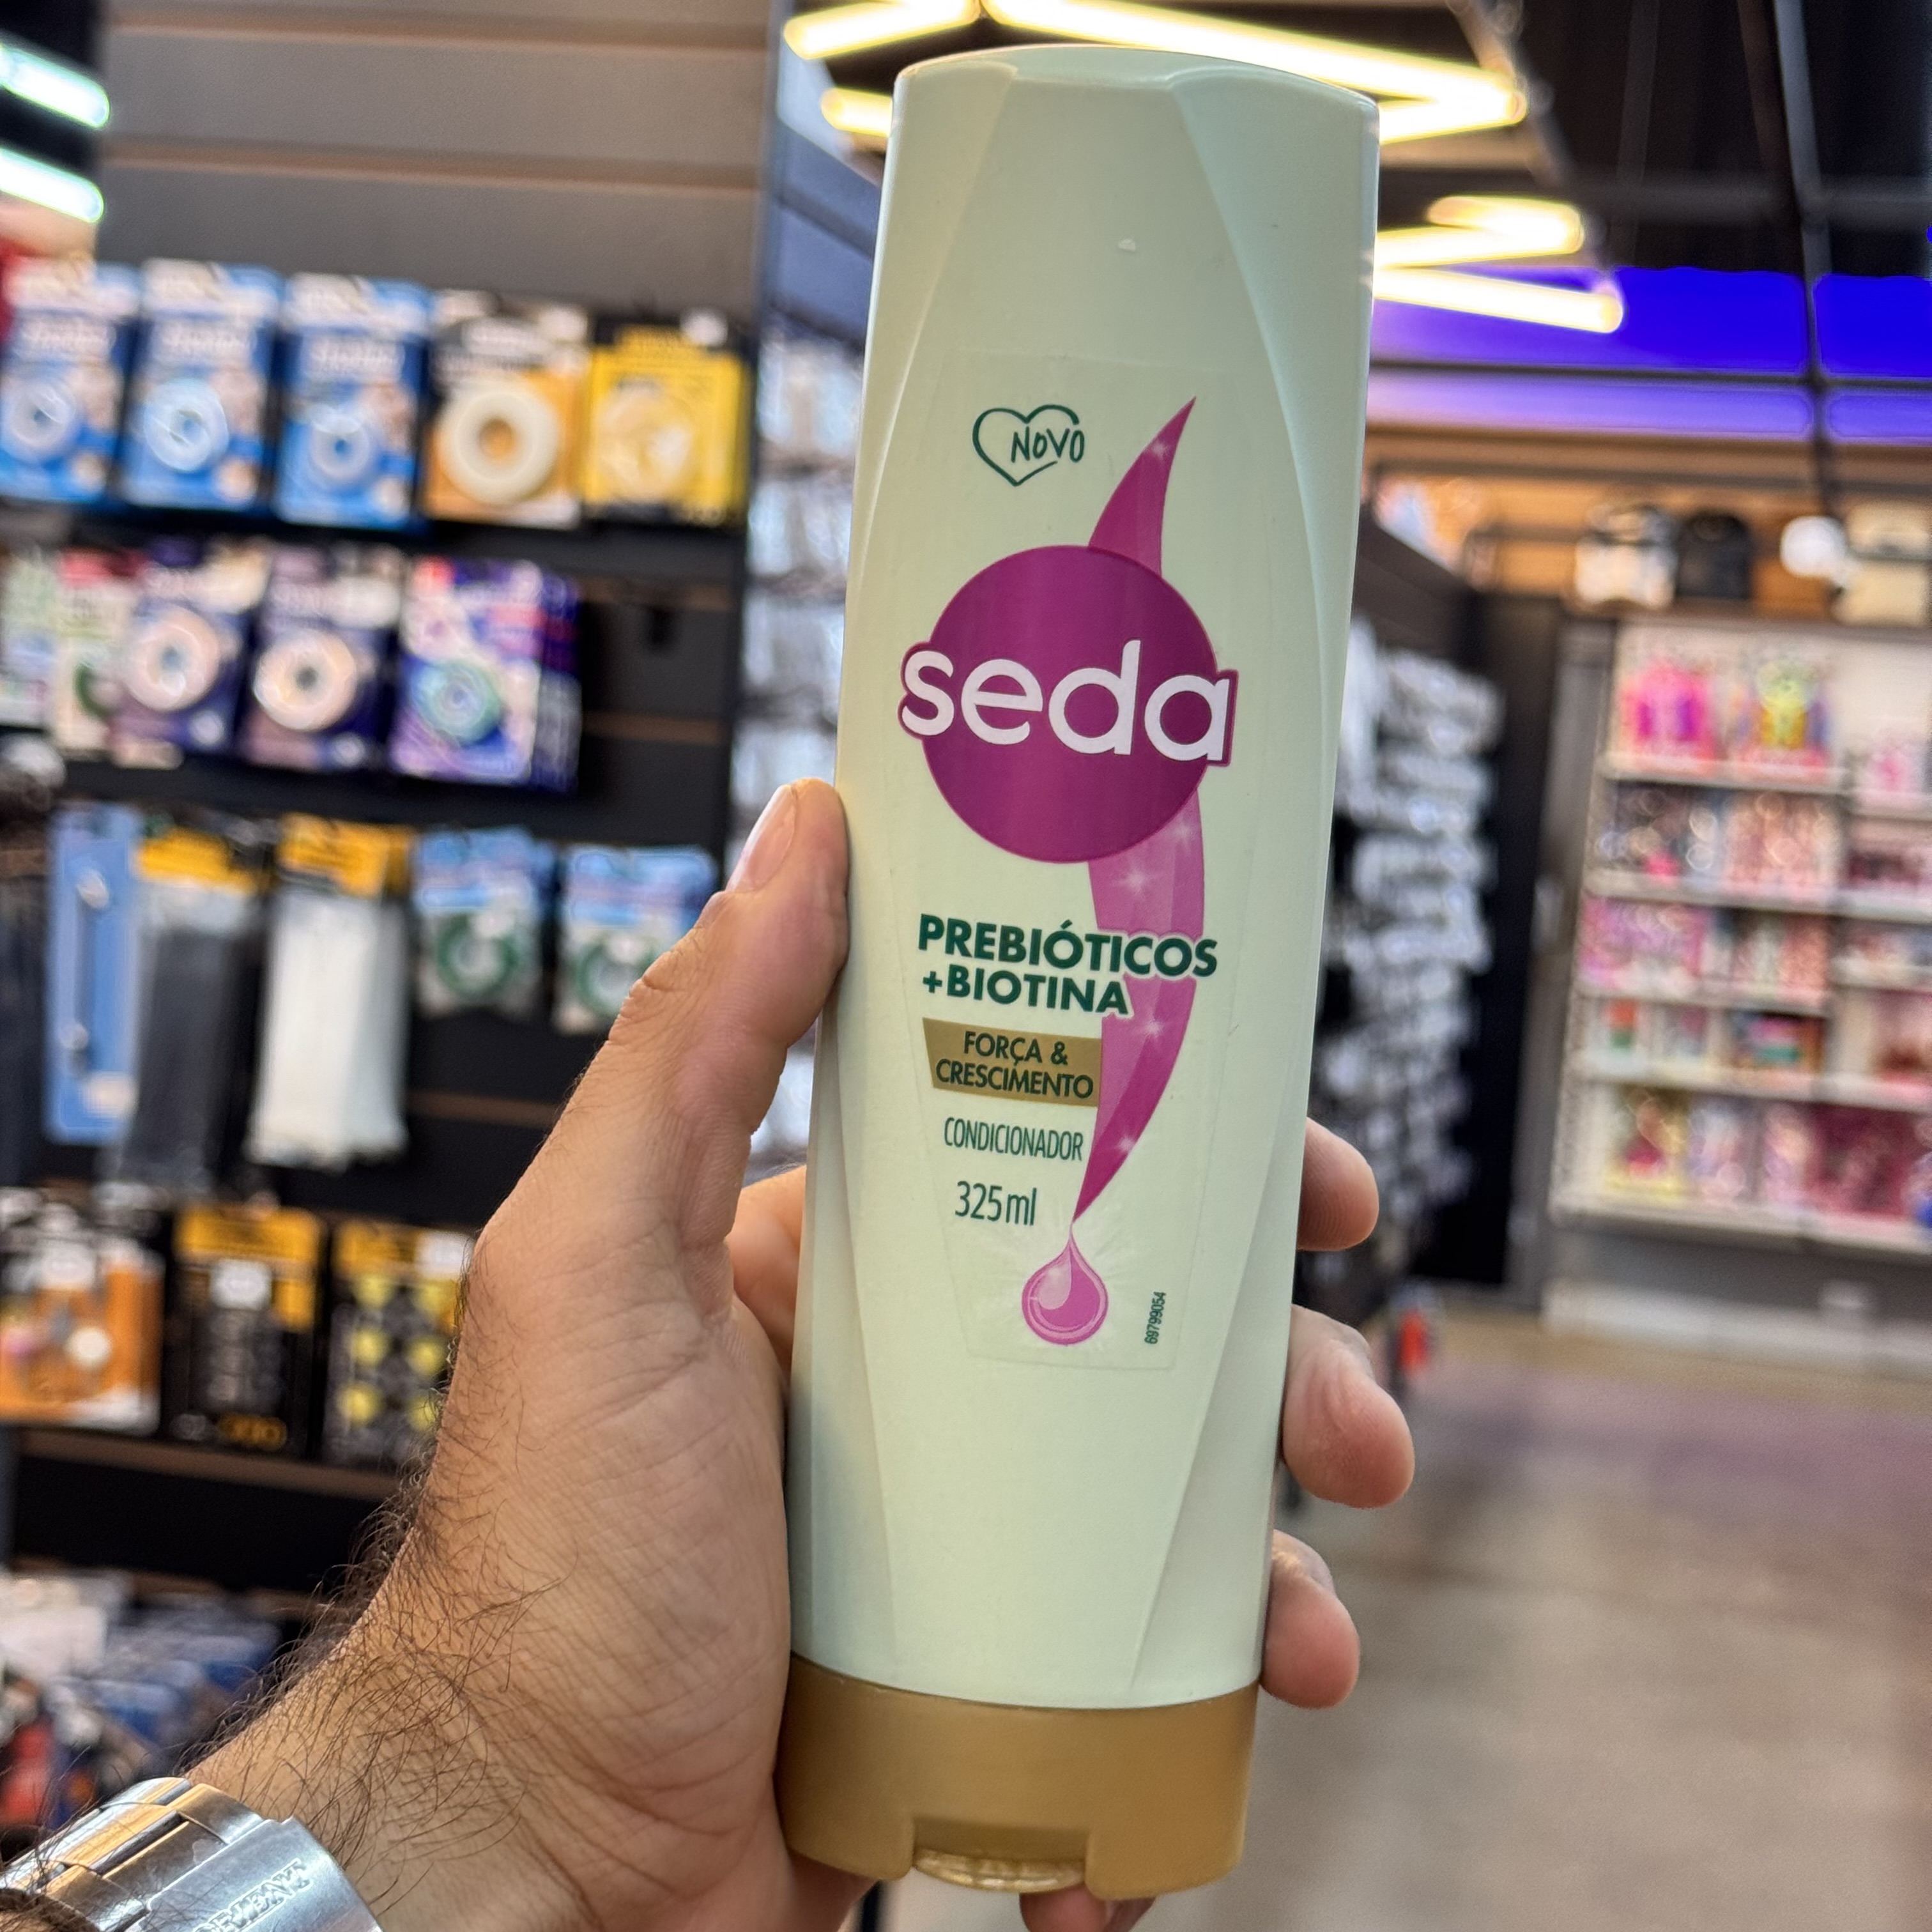 NOVO
seda
PREBIÓTICOS
+BIOTINA
FORÇA &
CRESCIMENTO
CONDICIONADOR
325ml
69799054